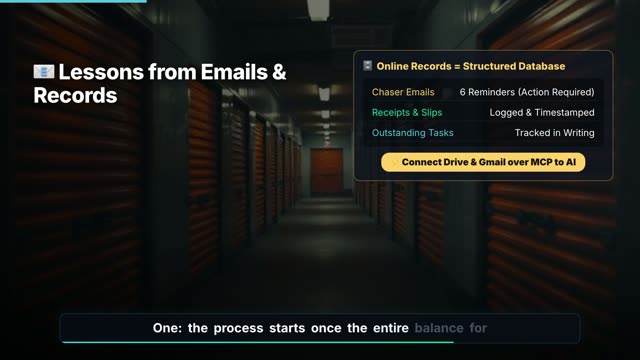 📧 Lessons from Emails &
Records
🗄️ Online Records = Structured Database
Chaser Emails 6 Reminders (Action Required)
Receipts & Slips Logged & Timestamped
Outstanding Tasks Tracked in Writing
Connect Drive & Gmail over MCP to AI
One: the process starts once the entire balance for